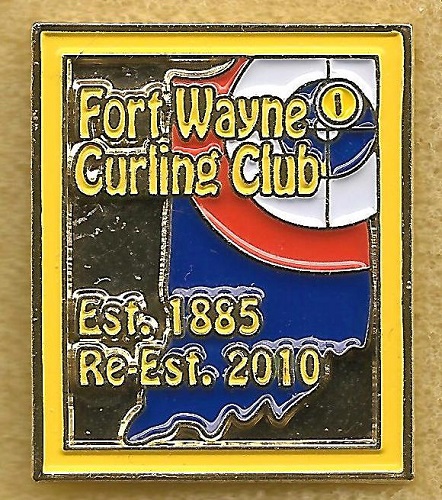 Fort Wayne
Curling Club
Est. 1885
Re-Est. 2010